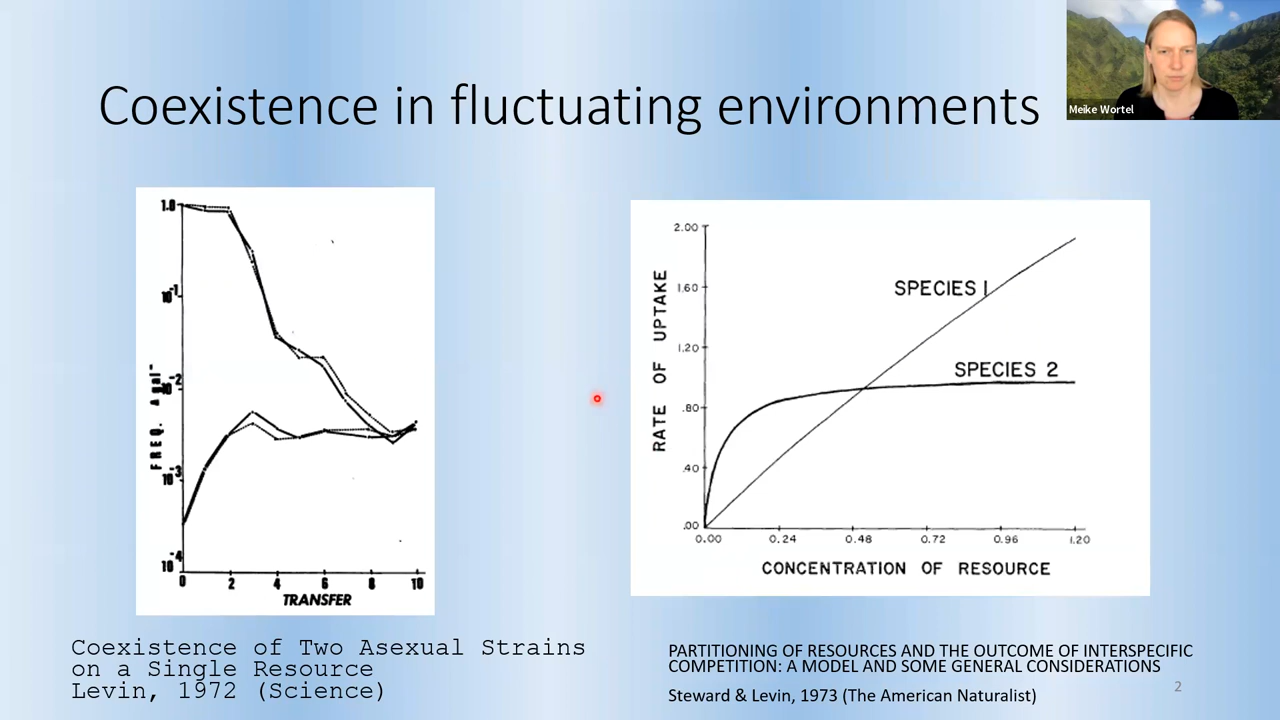 Coexistence in fluctuating environments
Meike Wortel
1.0
10-1
10-2
10-3
10-4
FREQ. gal-
0 2 4 6 8 10
TRANSFER
2.00
1.60
1.20
.80
.40
.00
RATE OF UPTAKE
SPECIES 1
SPECIES 2
0.00 0.24 0.48 0.72 0.96 1.20
CONCENTRATION OF RESOURCE
Coexistence of Two Asexual Strains
on a Single Resource
Levin, 1972 (Science)
PARTITIONING OF RESOURCES AND THE OUTCOME OF INTERSPECIFIC
COMPETITION: A MODEL AND SOME GENERAL CONSIDERATIONS
Steward & Levin, 1973 (The American Naturalist)
2